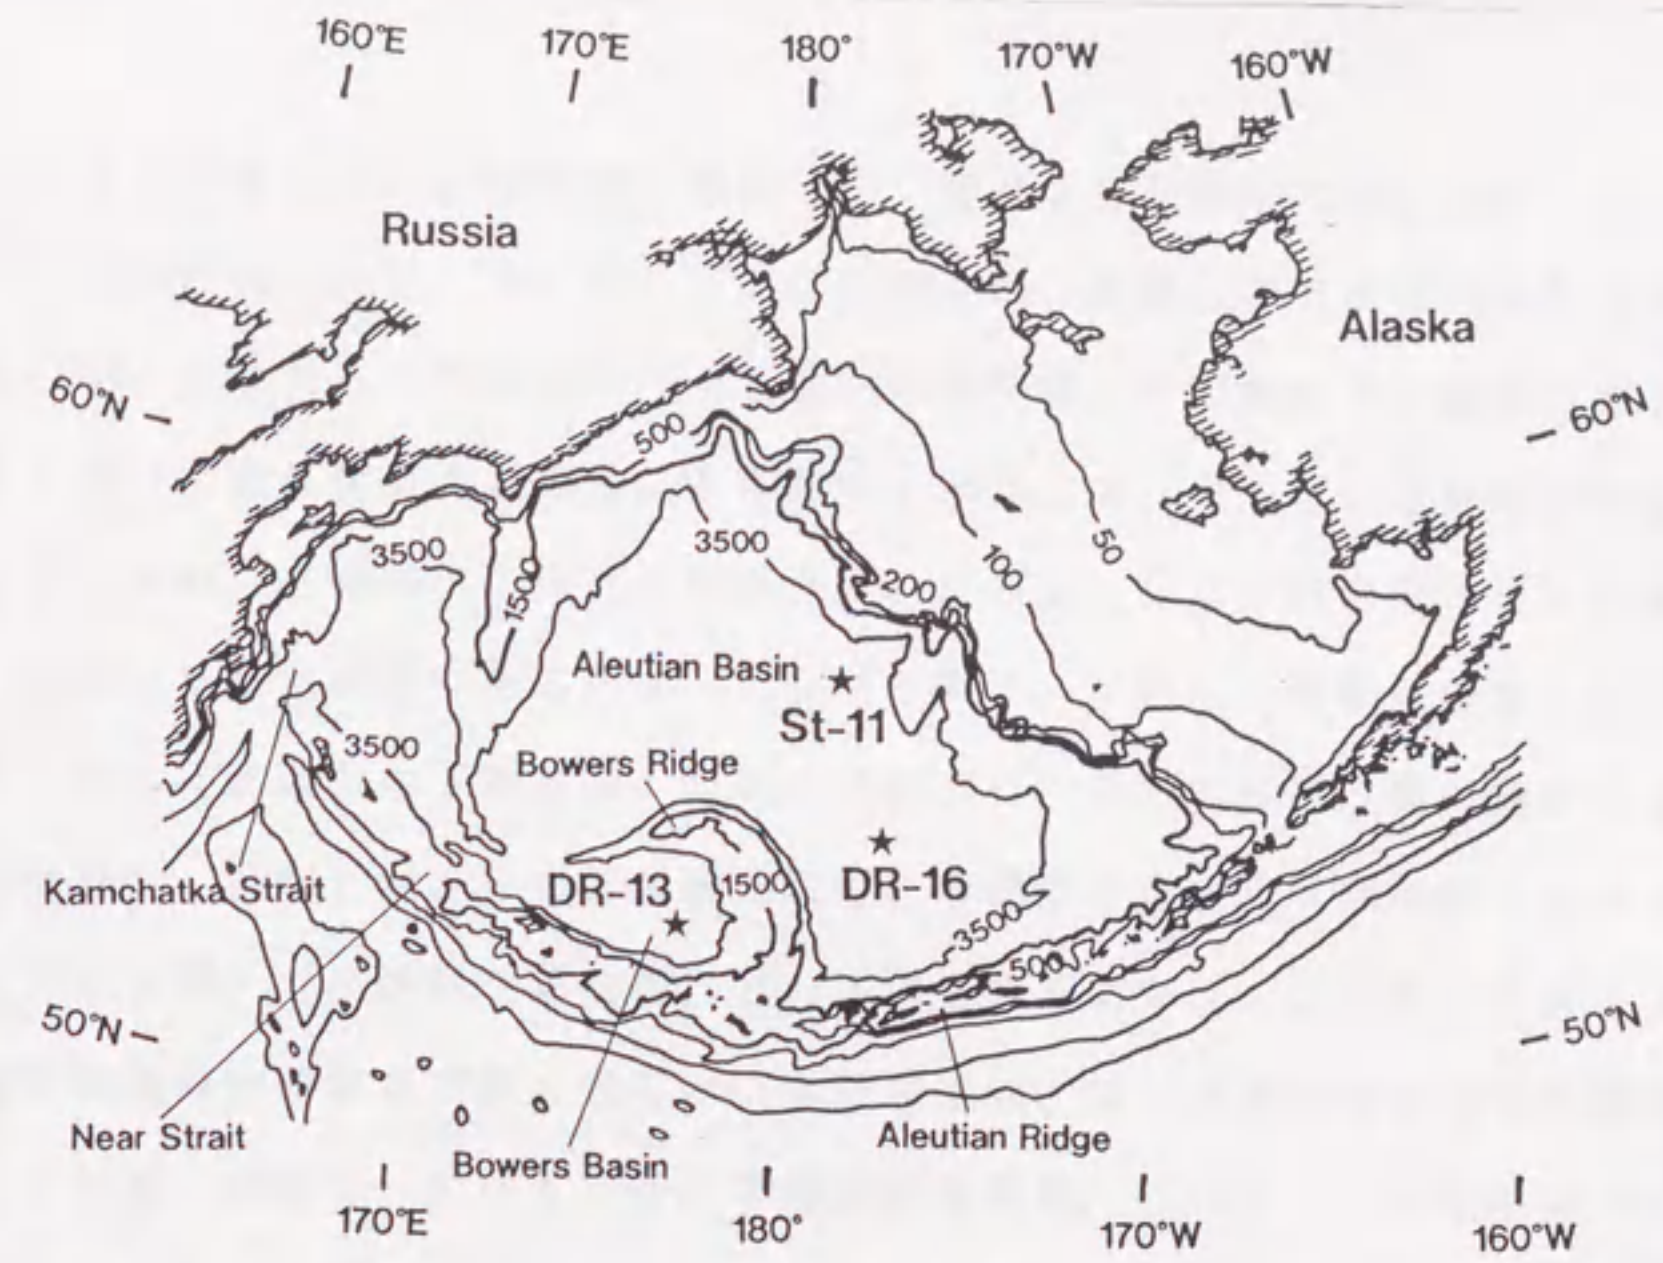 160°E 170°E 180° 170°W 160°W
Russia
Alaska
60°N
60°N
500
3500
3500
1500
200
100
50
Aleutian Basin
St-11
3500
Bowers Ridge
Kamchatka Strait
DR-13
1500
DR-16
3500
500
50°N
50°N
Near Strait
Bowers Basin
Aleutian Ridge
170°E 180° 170°W 160°W